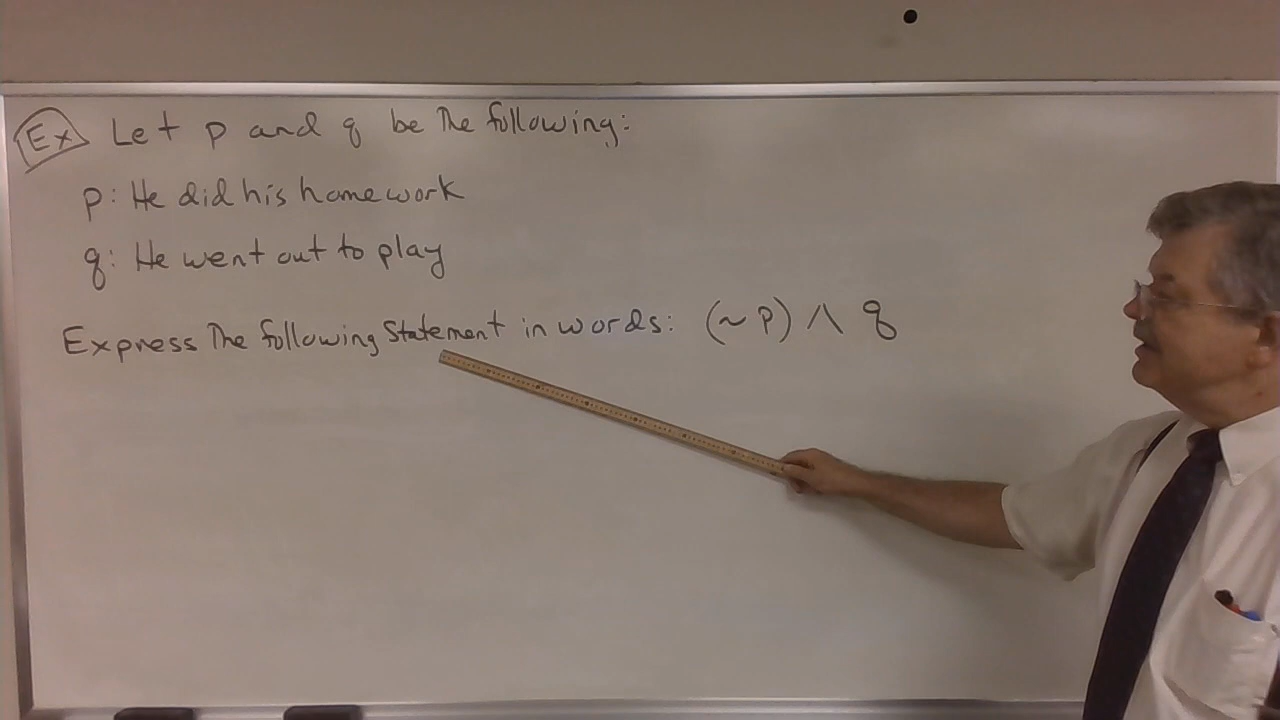 Ex Let p and q be the following:
p: He did his homework
q: He went out to play
Express the following statement in words: (~p) ∧ q